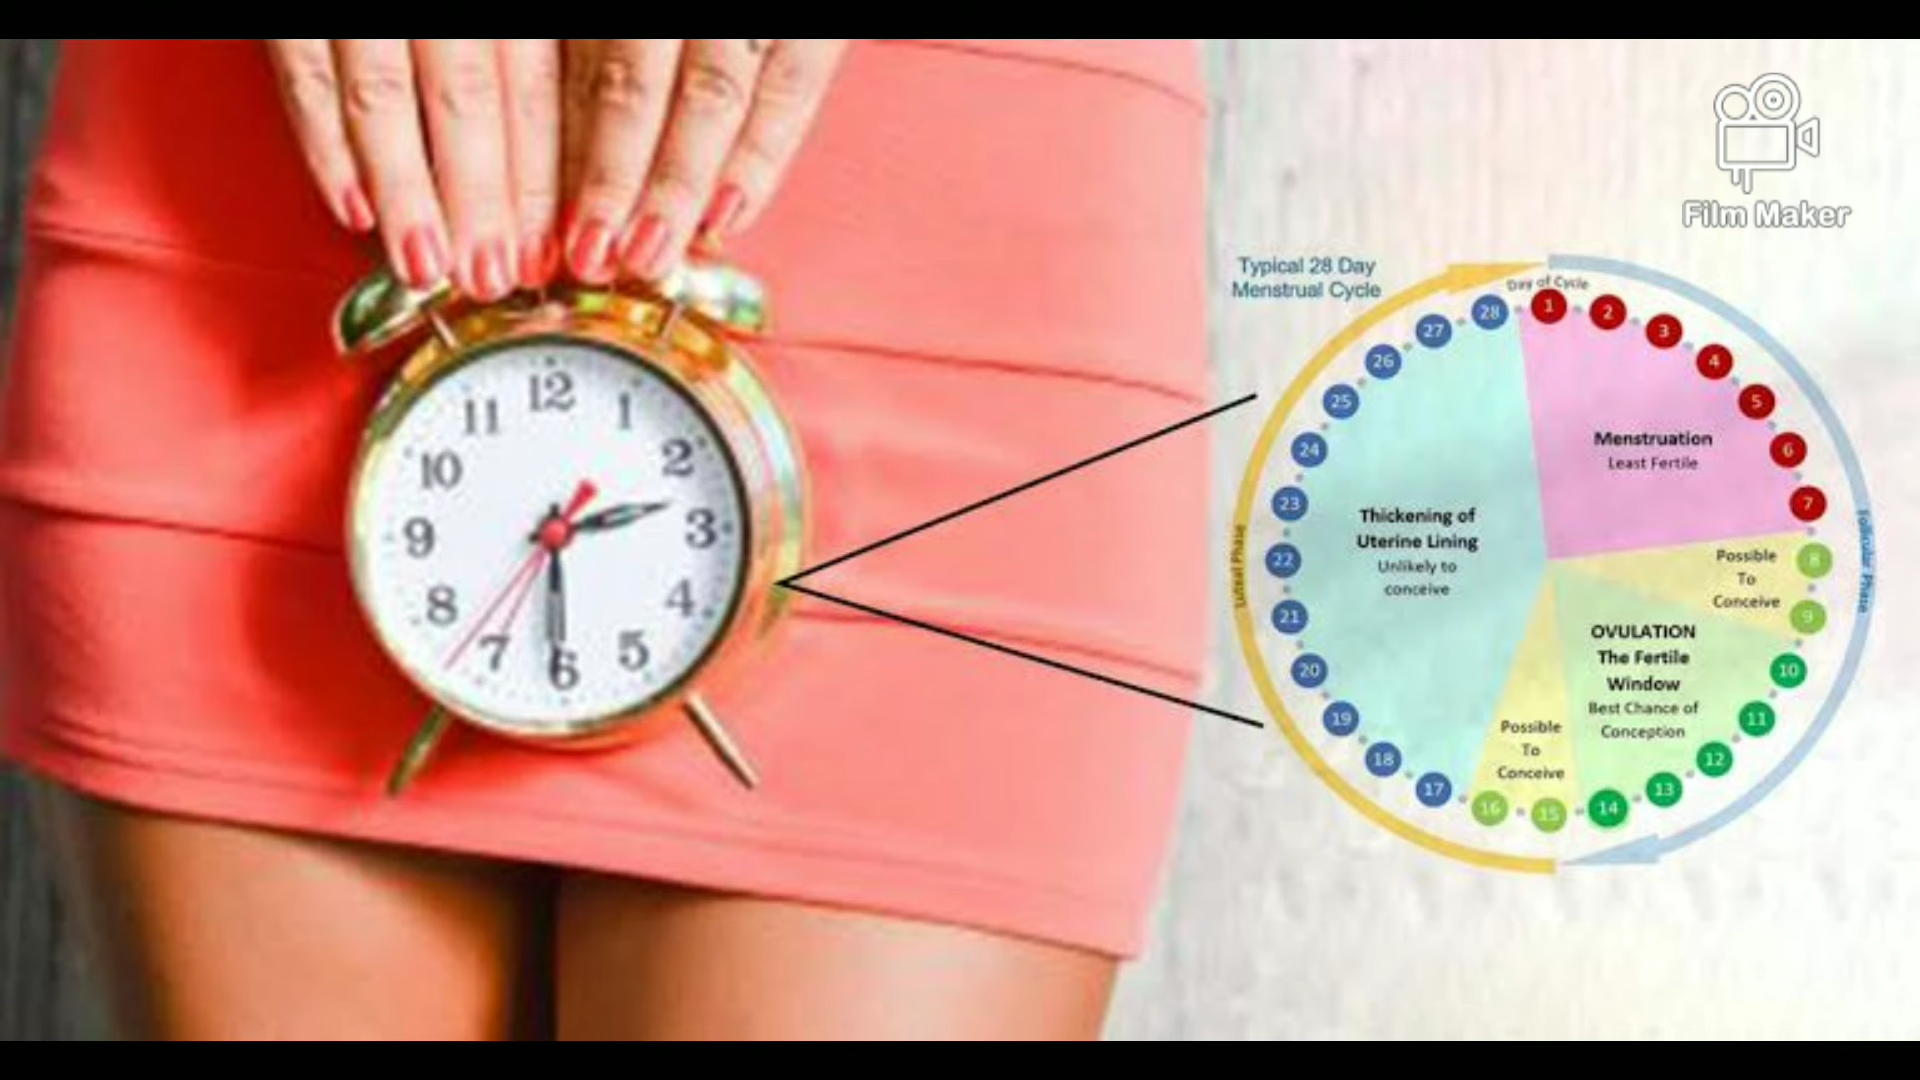 Film Maker
Typical 28 Day
Menstrual Cycle
Day of Cycle
1
2
3
4
5
6
7
8
9
10
11
12
13
14
15
16
17
18
19
20
21
22
23
24
25
26
27
28
Menstruation
Least Fertile
Possible
To
Conceive
OVULATION
The Fertile
Window
Best Chance of
Conception
Possible
To
Conceive
Thickening of
Uterine Lining
Unlikely to
conceive
Luteal Phase
Follicular Phase
12
1
2
3
4
5
6
7
8
9
10
11